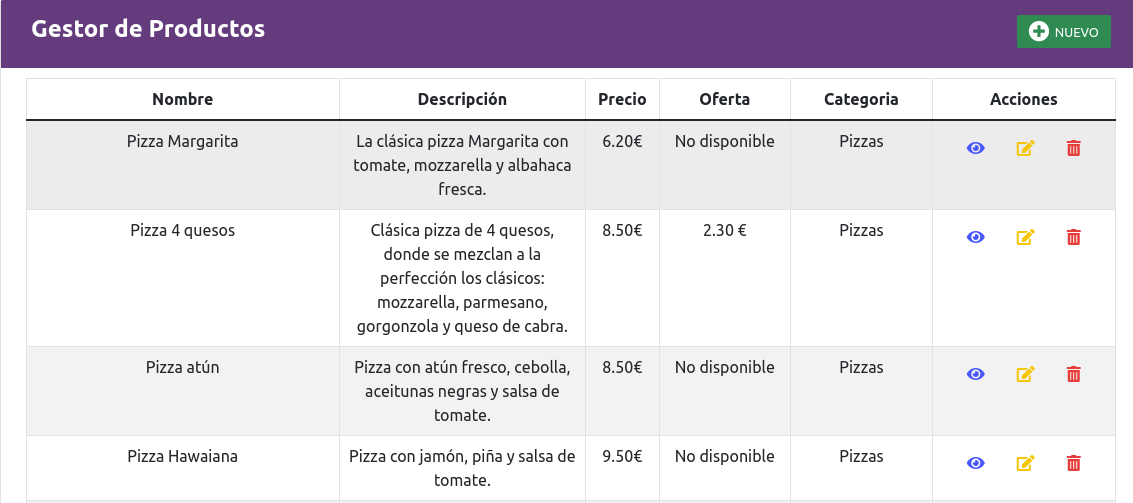 Gestor de Productos
NUEVO
Nombre Descripción Precio Oferta Categoria Acciones
Pizza Margarita La clásica pizza Margarita con 6.20€ No disponible Pizzas
tomate, mozzarella y albahaca
fresca.
Pizza 4 quesos Clásica pizza de 4 quesos, 8.50€ 2.30 € Pizzas
donde se mezclan a la
perfección los clásicos:
mozzarella, parmesano,
gorgonzola y queso de cabra.
Pizza atún Pizza con atún fresco, cebolla, 8.50€ No disponible Pizzas
aceitunas negras y salsa de
tomate.
Pizza Hawaiana Pizza con jamón, piña y salsa de 9.50€ No disponible Pizzas
tomate.